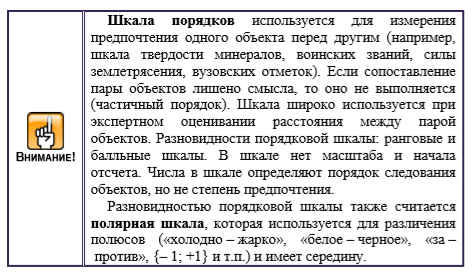 Шкала порядков используется для измерения
предпочтения одного объекта перед другим (например,
шкала твердости минералов, воинских званий, силы
землетрясения, вузовских отметок). Если сопоставление
пары объектов лишено смысла, то оно не выполняется
(частичный порядок). Шкала широко используется при
экспертном оценивании расстояния между парой
объектов. Разновидности порядковой шкалы: ранговые и
балльные шкалы. В шкале нет масштаба и начала
отсчета. Числа в шкале определяют порядок следования
объектов, но не степень предпочтения.
Разновидностью порядковой шкалы также считается
полярная шкала, которая используется для различения
полюсов («холодно – жарко», «белое – черное», «за –
против», {– 1; +1} и т.п.) и имеет середину.
ВНИМАНИЕ!